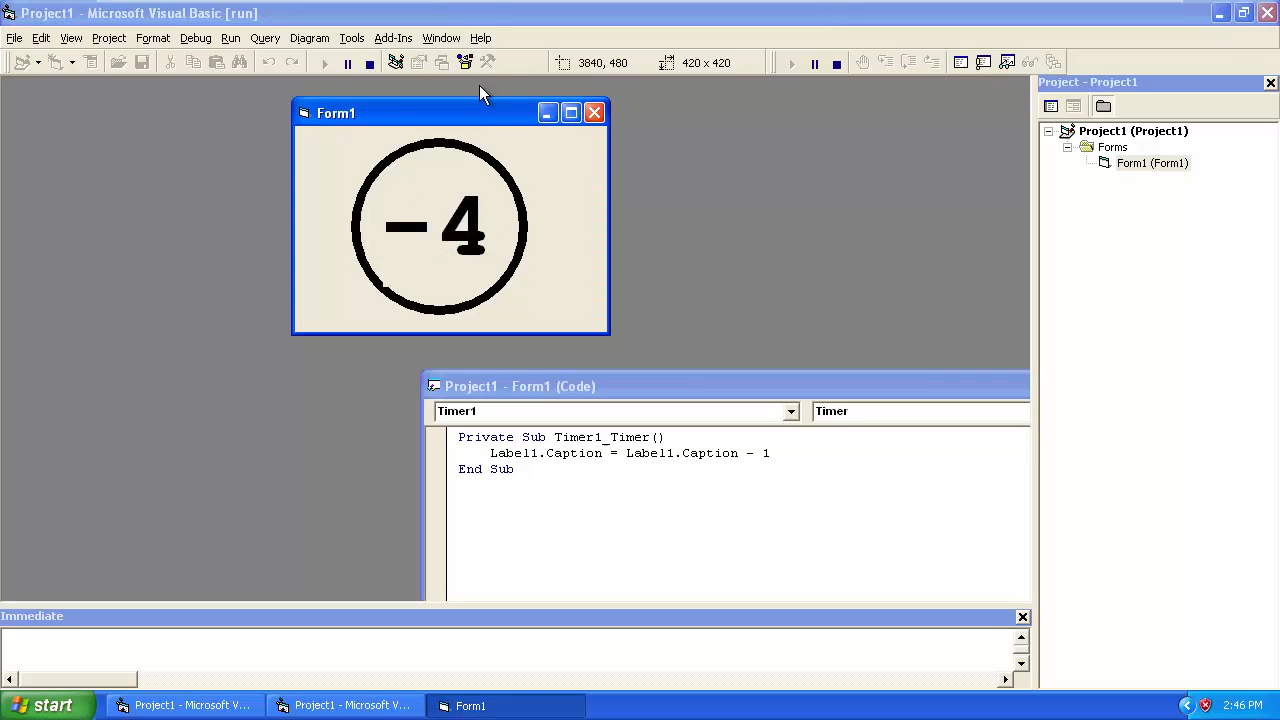 Project1 - Microsoft Visual Basic [run]
File Edit View Project Format Debug Run Query Diagram Tools Add-Ins Window Help
3840, 480 420 x 420
Project - Project1
Form1
-4
Project1 (Project1)
Forms
Form1 (Form1)
Project1 - Form1 (Code)
Timer1 Timer
Private Sub Timer1_Timer()
Label1.Caption = Label1.Caption - 1
End Sub
Immediate
start Project1 - Microsoft V... Project1 - Microsoft V... Form1 2:46 PM